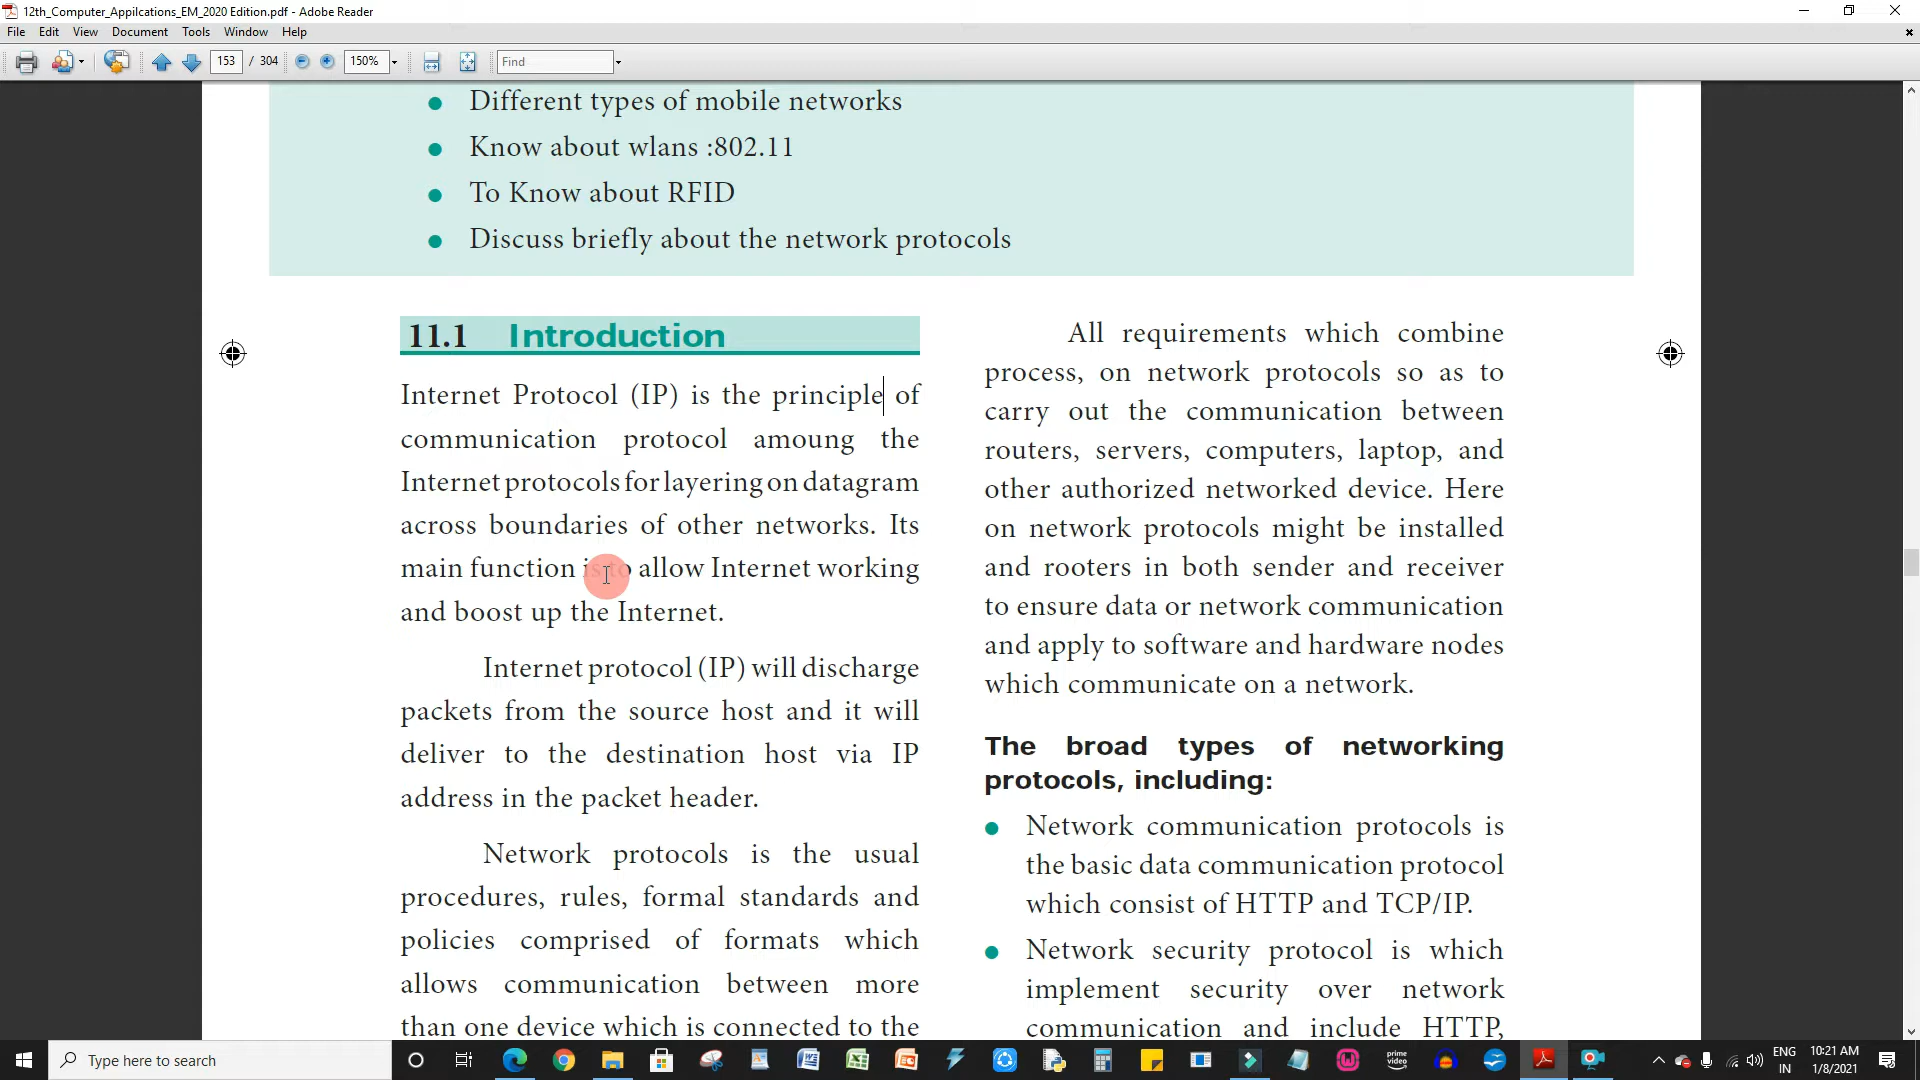 12th_Computer_Appilcations_EM_2020 Edition.pdf - Adobe Reader
File Edit View Document Tools Window Help
153 / 304 150% Find
Different types of mobile networks
Know about wlans :802.11
To Know about RFID
Discuss briefly about the network protocols
11.1 Introduction
Internet Protocol (IP) is the principle of
communication protocol amoung the
Internet protocols for layering on datagram
across boundaries of other networks. Its
main function is to allow Internet working
and boost up the Internet.
Internet protocol (IP) will discharge
packets from the source host and it will
deliver to the destination host via IP
address in the packet header.
Network protocols is the usual
procedures, rules, formal standards and
policies comprised of formats which
allows communication between more
than one device which is connected to the
All requirements which combine
process, on network protocols so as to
carry out the communication between
routers, servers, computers, laptop, and
other authorized networked device. Here
on network protocols might be installed
and rooters in both sender and receiver
to ensure data or network communication
and apply to software and hardware nodes
which communicate on a network.
The broad types of networking
protocols, including:
Network communication protocols is
the basic data communication protocol
which consist of HTTP and TCP/IP.
Network security protocol is which
implement security over network
communication and include HTTP,
Type here to search
prime
video
ENG
IN
10:21 AM
1/8/2021